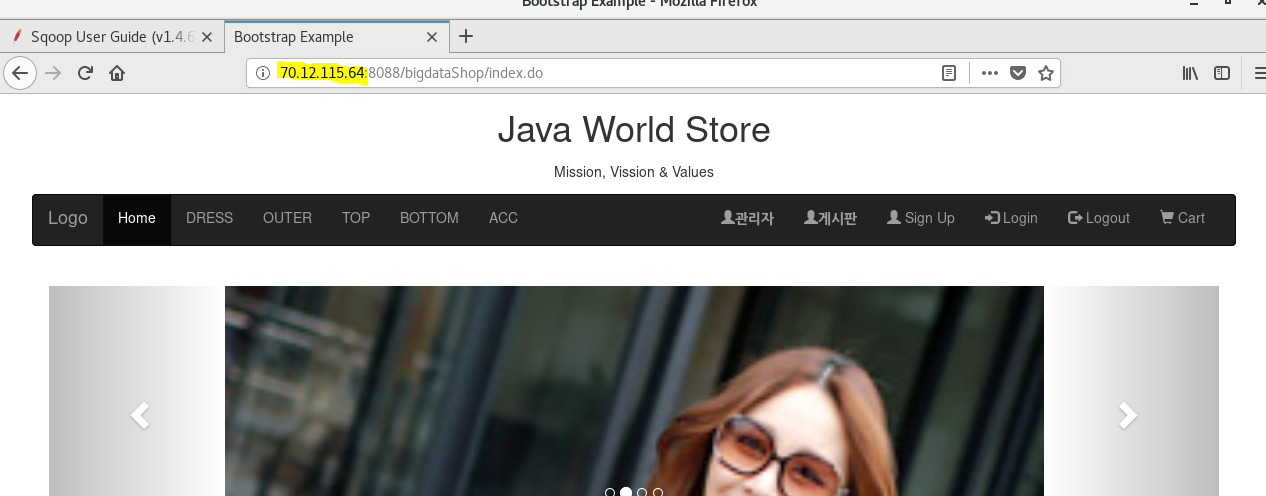 Bootstrap Example - Mozilla Firefox
Sqoop User Guide (v1.4.6
Bootstrap Example
70.12.115.64:8088/bigdataShop/index.do
Java World Store
Mission, Vission & Values
Logo Home DRESS OUTER TOP BOTTOM ACC 관리자 게시판 Sign Up Login Logout Cart